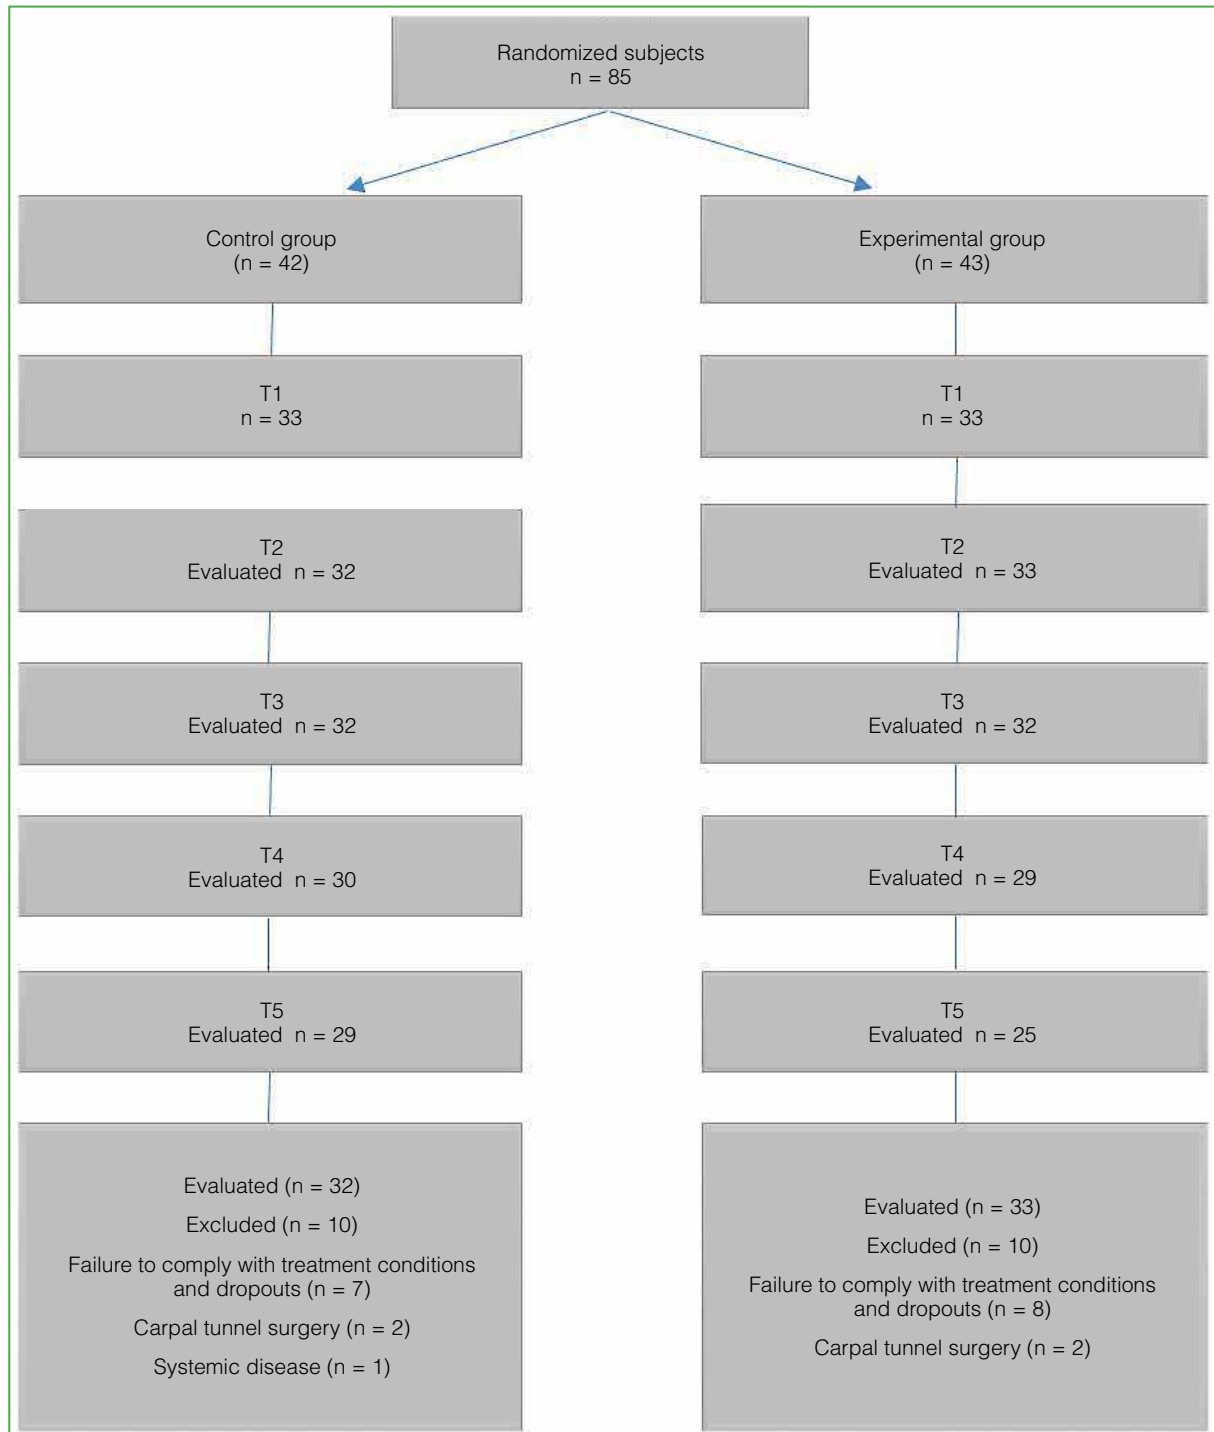 Randomized subjects
n = 85
Control group
(n = 42)
Experimental group
(n = 43)
T1
n = 33
T1
n = 33
T2
Evaluated n = 32
T2
Evaluated n = 33
T3
Evaluated n = 32
T3
Evaluated n = 32
T4
Evaluated n = 30
T4
Evaluated n = 29
T5
Evaluated n = 29
T5
Evaluated n = 25
Evaluated (n = 32)
Excluded (n = 10)
Failure to comply with treatment conditions
and dropouts (n = 7)
Carpal tunnel surgery (n = 2)
Systemic disease (n = 1)
Evaluated (n = 33)
Excluded (n = 10)
Failure to comply with treatment conditions
and dropouts (n = 8)
Carpal tunnel surgery (n = 2)